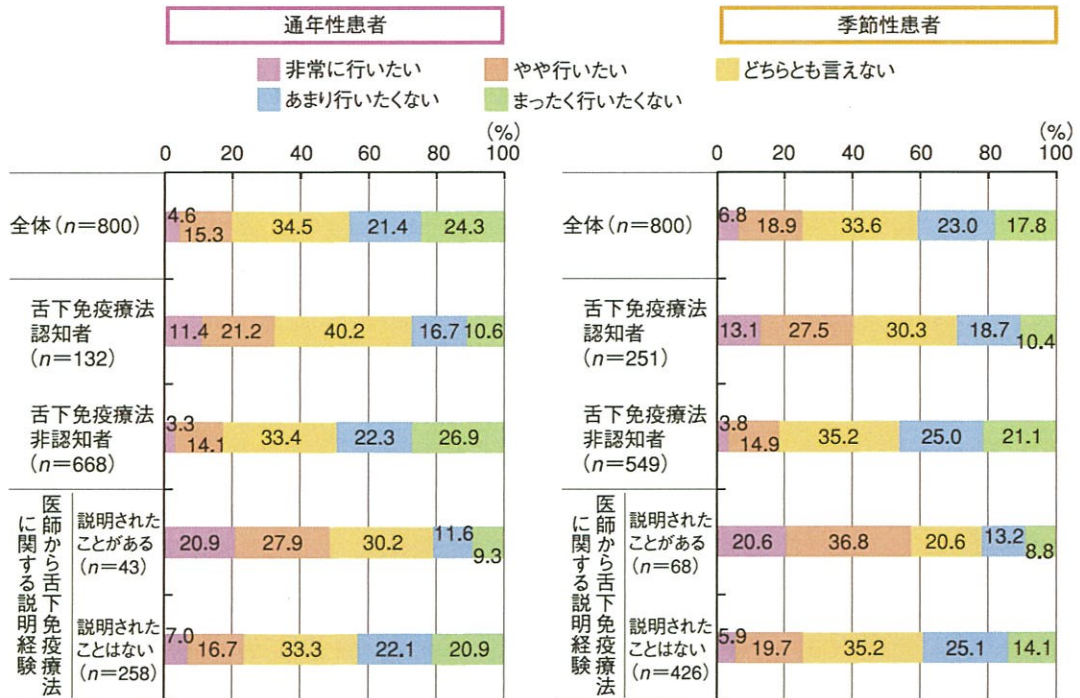 通年性患者
季節性患者
非常に行いたい
やや行いたい
どちらとも言えない
あまり行いたくない
まったく行いたくない
(%)
0 20 40 60 80 100
全体(n=800)
4.6 15.3 34.5 21.4 24.3
舌下免疫療法
認知者
(n=132)
11.4 21.2 40.2 16.7 10.6
舌下免疫療法
非認知者
(n=668)
3.3 14.1 33.4 22.3 26.9
医師から舌下免疫療法
に関する説明経験
説明された
ことがある
(n=43)
20.9 27.9 30.2 11.6 9.3
説明された
ことはない
(n=258)
7.0 16.7 33.3 22.1 20.9
(%)
0 20 40 60 80 100
全体(n=800)
6.8 18.9 33.6 23.0 17.8
舌下免疫療法
認知者
(n=251)
13.1 27.5 30.3 18.7 10.4
舌下免疫療法
非認知者
(n=549)
3.8 14.9 35.2 25.0 21.1
医師から舌下免疫療法
に関する説明経験
説明された
ことがある
(n=68)
20.6 36.8 20.6 13.2 8.8
説明された
ことはない
(n=426)
5.9 19.7 35.2 25.1 14.1